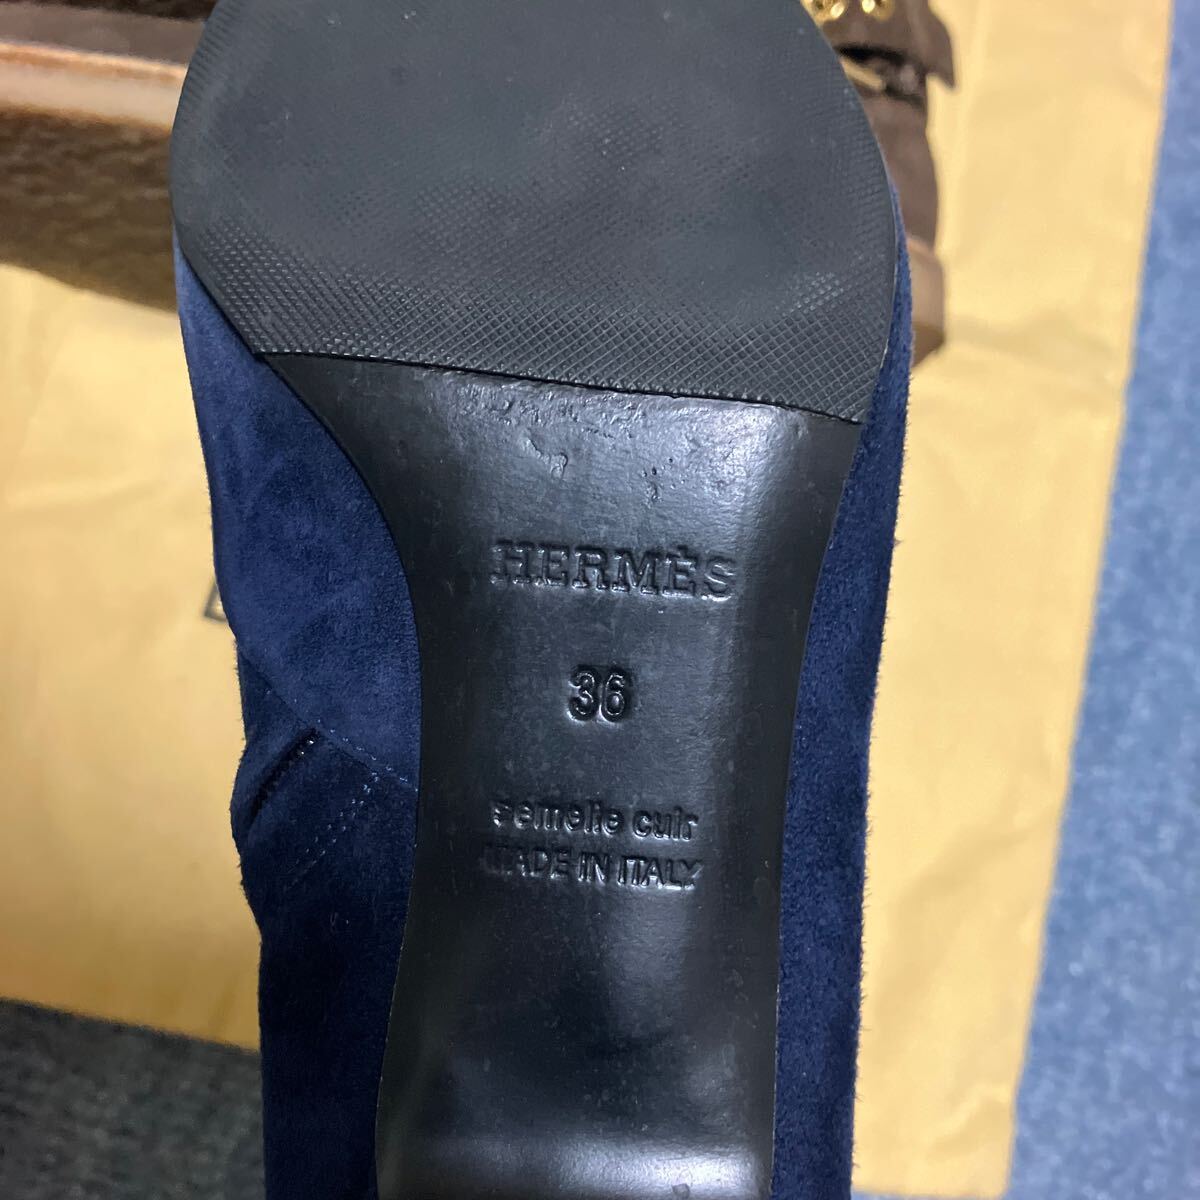 HERMÈS
36
semelle cuir
MADE IN ITALY